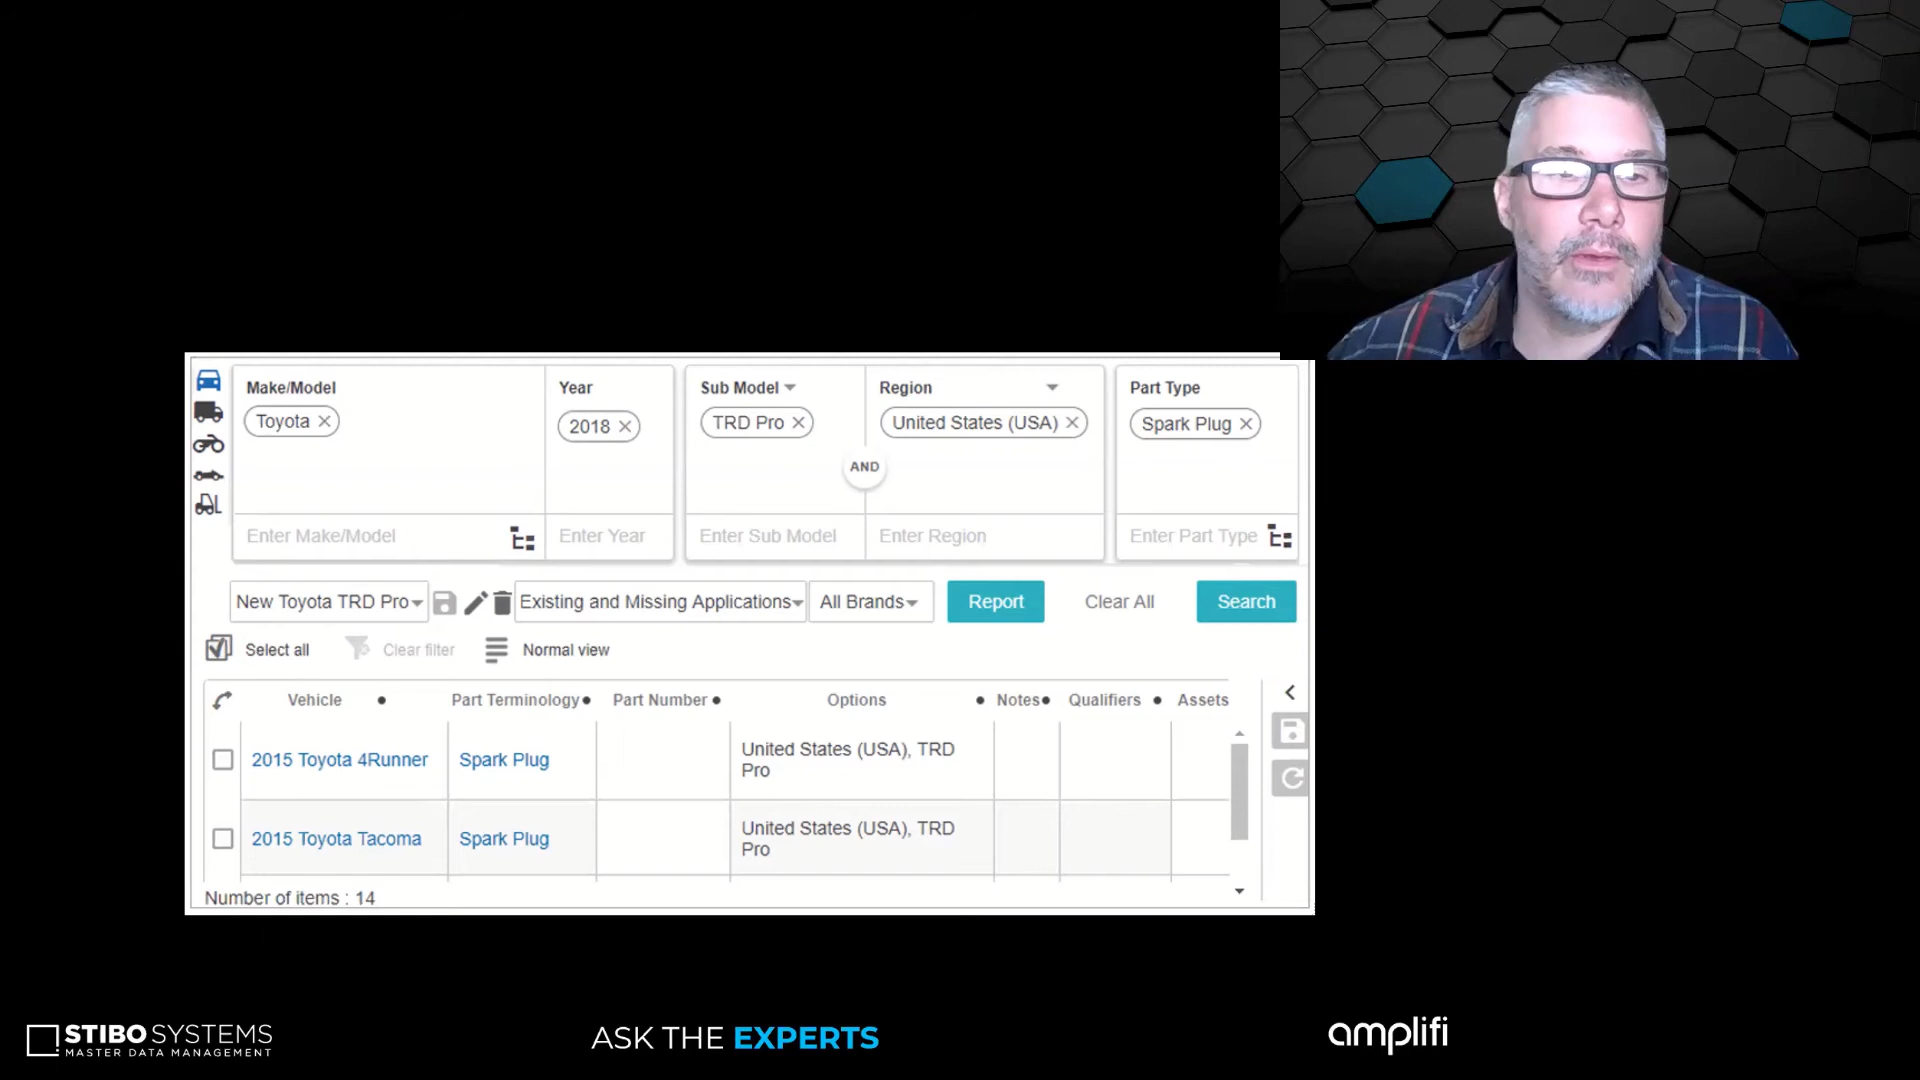 Make/Model
Toyota
Enter Make/Model
Year
2018
Enter Year
Sub Model
TRD Pro
Enter Sub Model
AND
Region
United States (USA)
Enter Region
Part Type
Spark Plug
Enter Part Type
New Toyota TRD Pro Existing and Missing Applications All Brands Report Clear All Search
Select all Clear filter Normal view
Vehicle Part Terminology Part Number Options Notes Qualifiers Assets
2015 Toyota 4Runner Spark Plug United States (USA), TRD
Pro
2015 Toyota Tacoma Spark Plug United States (USA), TRD
Pro
Number of items : 14
STIBO SYSTEMS
MASTER DATA MANAGEMENT
ASK THE EXPERTS
amplifi